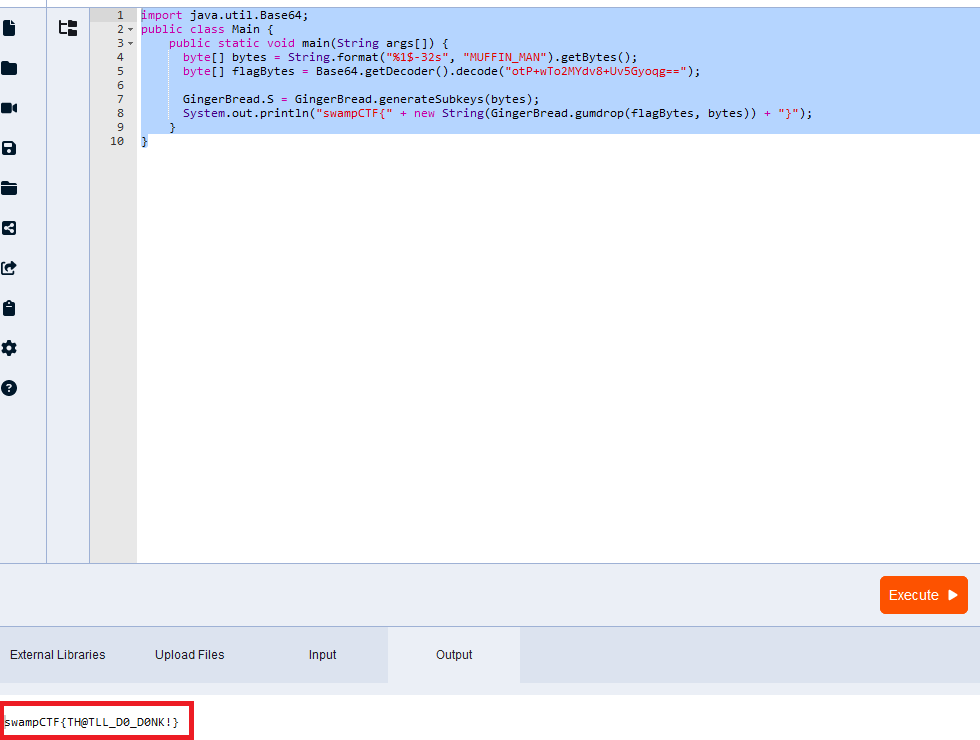 1 import java.util.Base64;
2 public class Main {
3 public static void main(String args[]) {
4 byte[] bytes = String.format("%1$-32s", "MUFFIN_MAN").getBytes();
5 byte[] flagBytes = Base64.getDecoder().decode("otP+wTo2MYdv8+Uv5Gyoqg==");
6
7 GingerBread.S = GingerBread.generateSubkeys(bytes);
8 System.out.println("swampCTF{" + new String(GingerBread.gumdrop(flagBytes, bytes)) + "}");
9 }
10 }
Execute
External Libraries Upload Files Input Output
swampCTF{TH@TLL_D0_D0NK!}